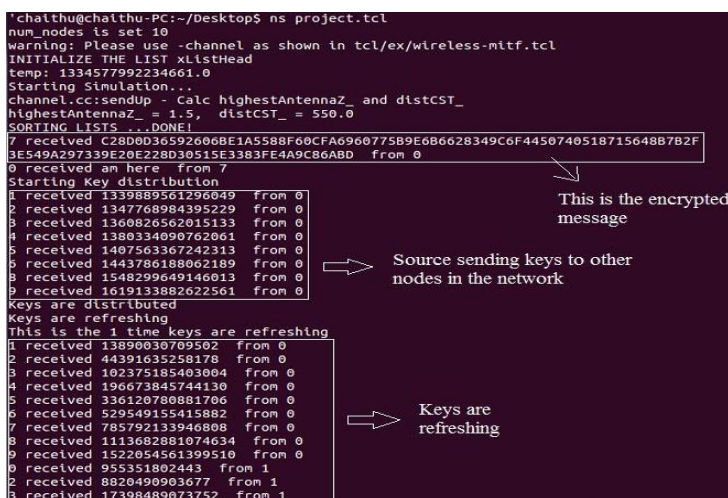 'chaithu@chaithu-PC:~/Desktop$ ns project.tcl
num_nodes is set 10
warning: Please use -channel as shown in tcl/ex/wireless-mitf.tcl
INITIALIZE THE LIST xListHead
temp: 1334577992234661.0
Starting Simulation...
channel.cc:sendUp - Calc highestAntennaZ_ and distCST_
highestAntennaZ_ = 1.5, distCST_ = 550.0
SORTING LISTS ...DONE!
7 received C28D0D36592606BE1A5588F60CFA6960775B9E6B6628349C6F4450740518715648B7B2F
3E549A297339E20E228D30515E3383FE4A9C86ABD from 0
0 received am here from 7
Starting Key distribution
1 received 1339889561296049 from 0
2 received 1347768984395229 from 0
3 received 1360826562015133 from 0
4 received 1380334090762061 from 0
5 received 1407563367242313 from 0
6 received 1443786188062189 from 0
8 received 1548299649146013 from 0
9 received 1619133882622561 from 0
This is the encrypted
message
Source sending keys to other
nodes in the network
Keys are distributed
Keys are refreshing
This is the 1 time keys are refreshing
1 received 13890030709502 from 0
2 received 44391635258178 from 0
3 received 102375185403004 from 0
4 received 196673845744130 from 0
5 received 336120780881706 from 0
6 received 529549155415882 from 0
7 received 785792133946808 from 0
8 received 1113682881074634 from 0
9 received 1522054561399510 from 0
0 received 955351802443 from 1
2 received 8820490903677 from 1
3 received 17398489073752 from 1
Keys are
refreshing